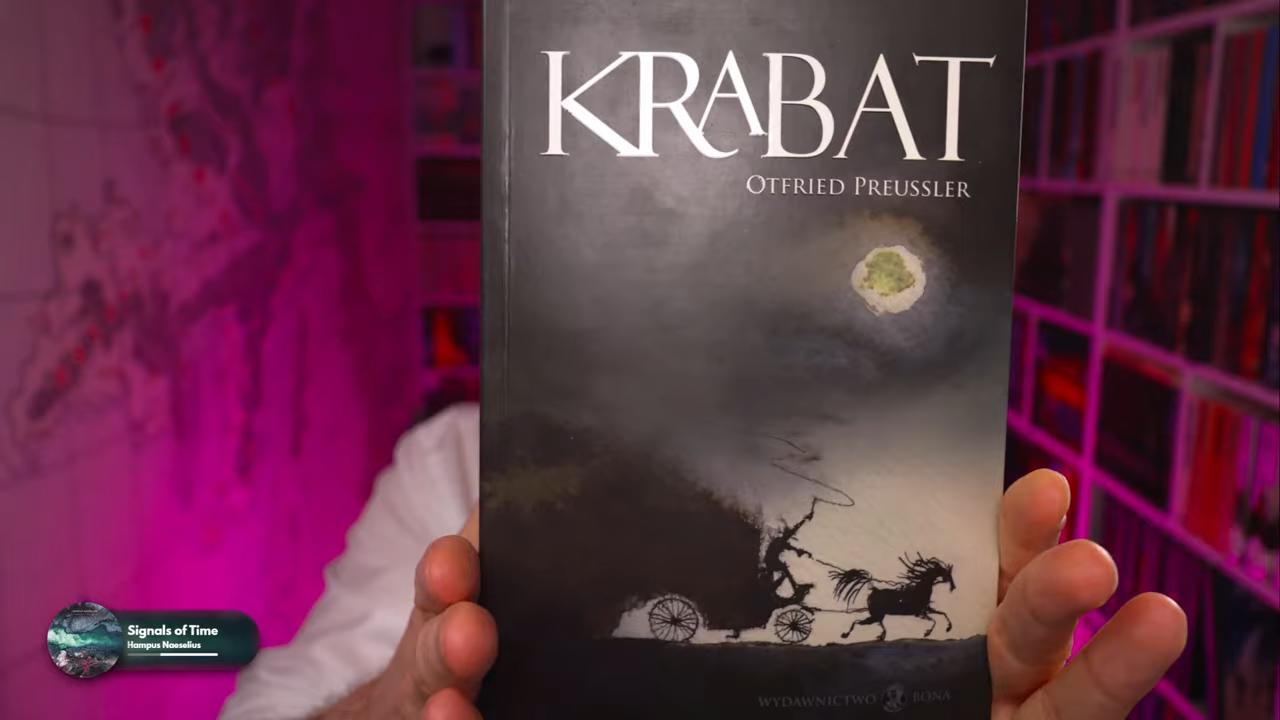 KRABAT
OTFRIED PREUSSLER
WYDAWNICTWO BONA
Signals of Time
Hampus Naeselius